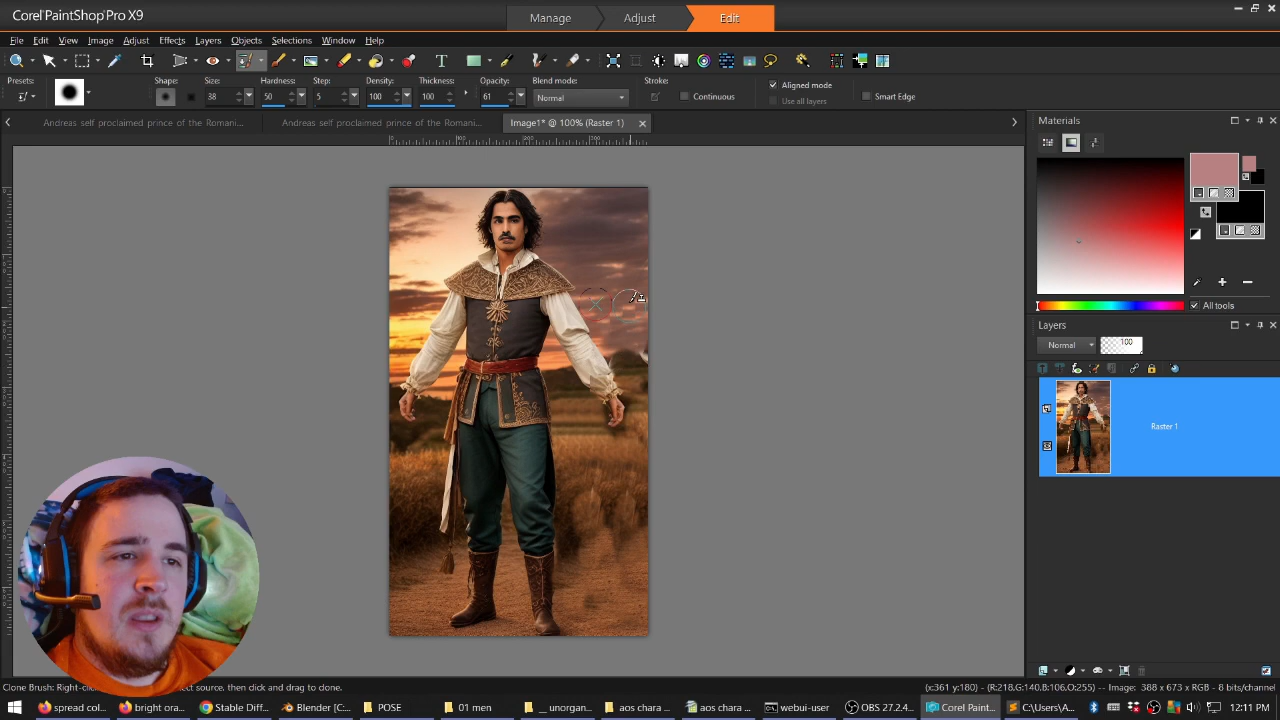 Corel PaintShop Pro X9
Manage
Adjust
Edit
File Edit View Image Adjust Effects Layers Objects Selections Window Help
Presets:
Shape:
Size:
Hardness:
Step:
Density:
Thickness:
Opacity:
Blend mode:
Stroke:
38
50
5
100
100
61
Normal
Continuous
Aligned mode
Use all layers
Smart Edge
Andreas self proclaimed prince of the Romani...
Andreas self proclaimed prince of the Romani...
Image1* @ 100% (Raster 1)
Materials
All tools
Layers
Normal
100
Raster 1
Clone Brush: Right-click
source, then click and drag to clone.
(x:361 y:180) -- (R:218,G:140,B:106,O:255) -- Image: 388 x 673 x RGB - 8 bits/channel
spread col...
bright ora...
Stable Diff...
Blender [C...
POSE
01 men
__ unorgan...
aos chara ...
aos chara ...
webui-user
OBS 27.2.4...
Corel Paint...
C:\Users\A...
12:11 PM